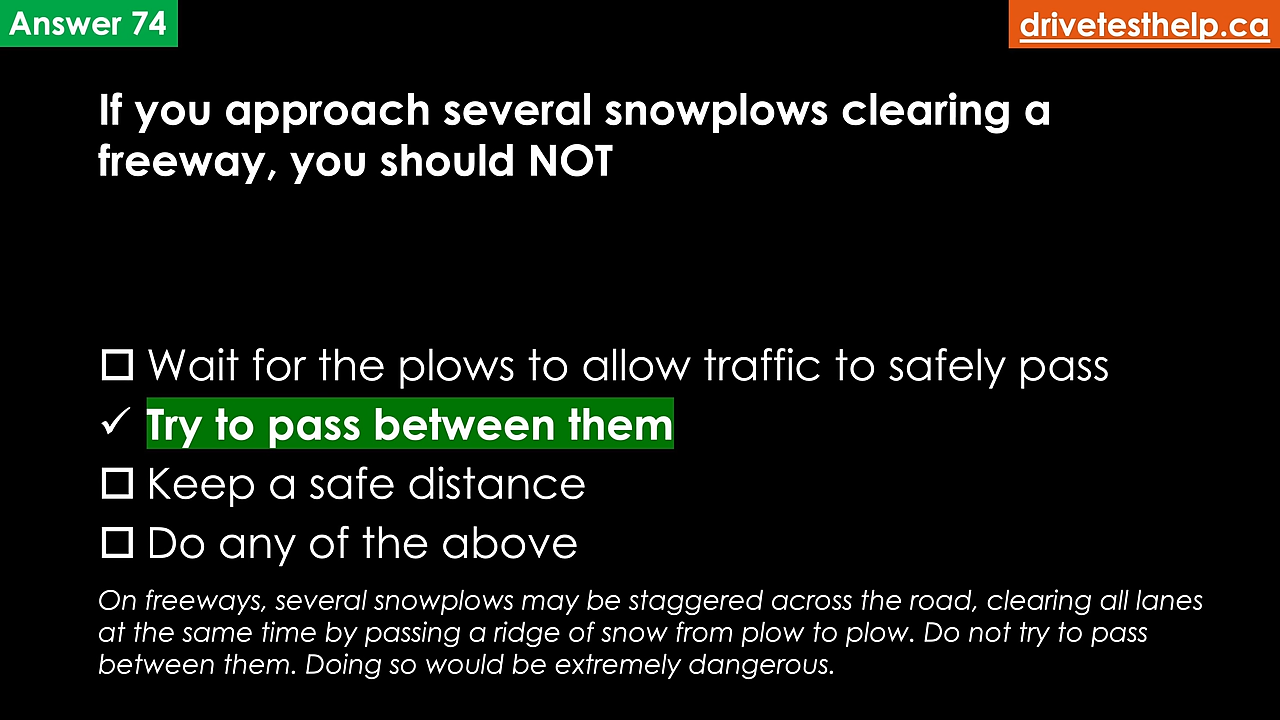 Answer 74
drivetesthelp.ca
If you approach several snowplows clearing a
freeway, you should NOT
☐ Wait for the plows to allow traffic to safely pass
✓ Try to pass between them
☐ Keep a safe distance
☐ Do any of the above
On freeways, several snowplows may be staggered across the road, clearing all lanes
at the same time by passing a ridge of snow from plow to plow. Do not try to pass
between them. Doing so would be extremely dangerous.